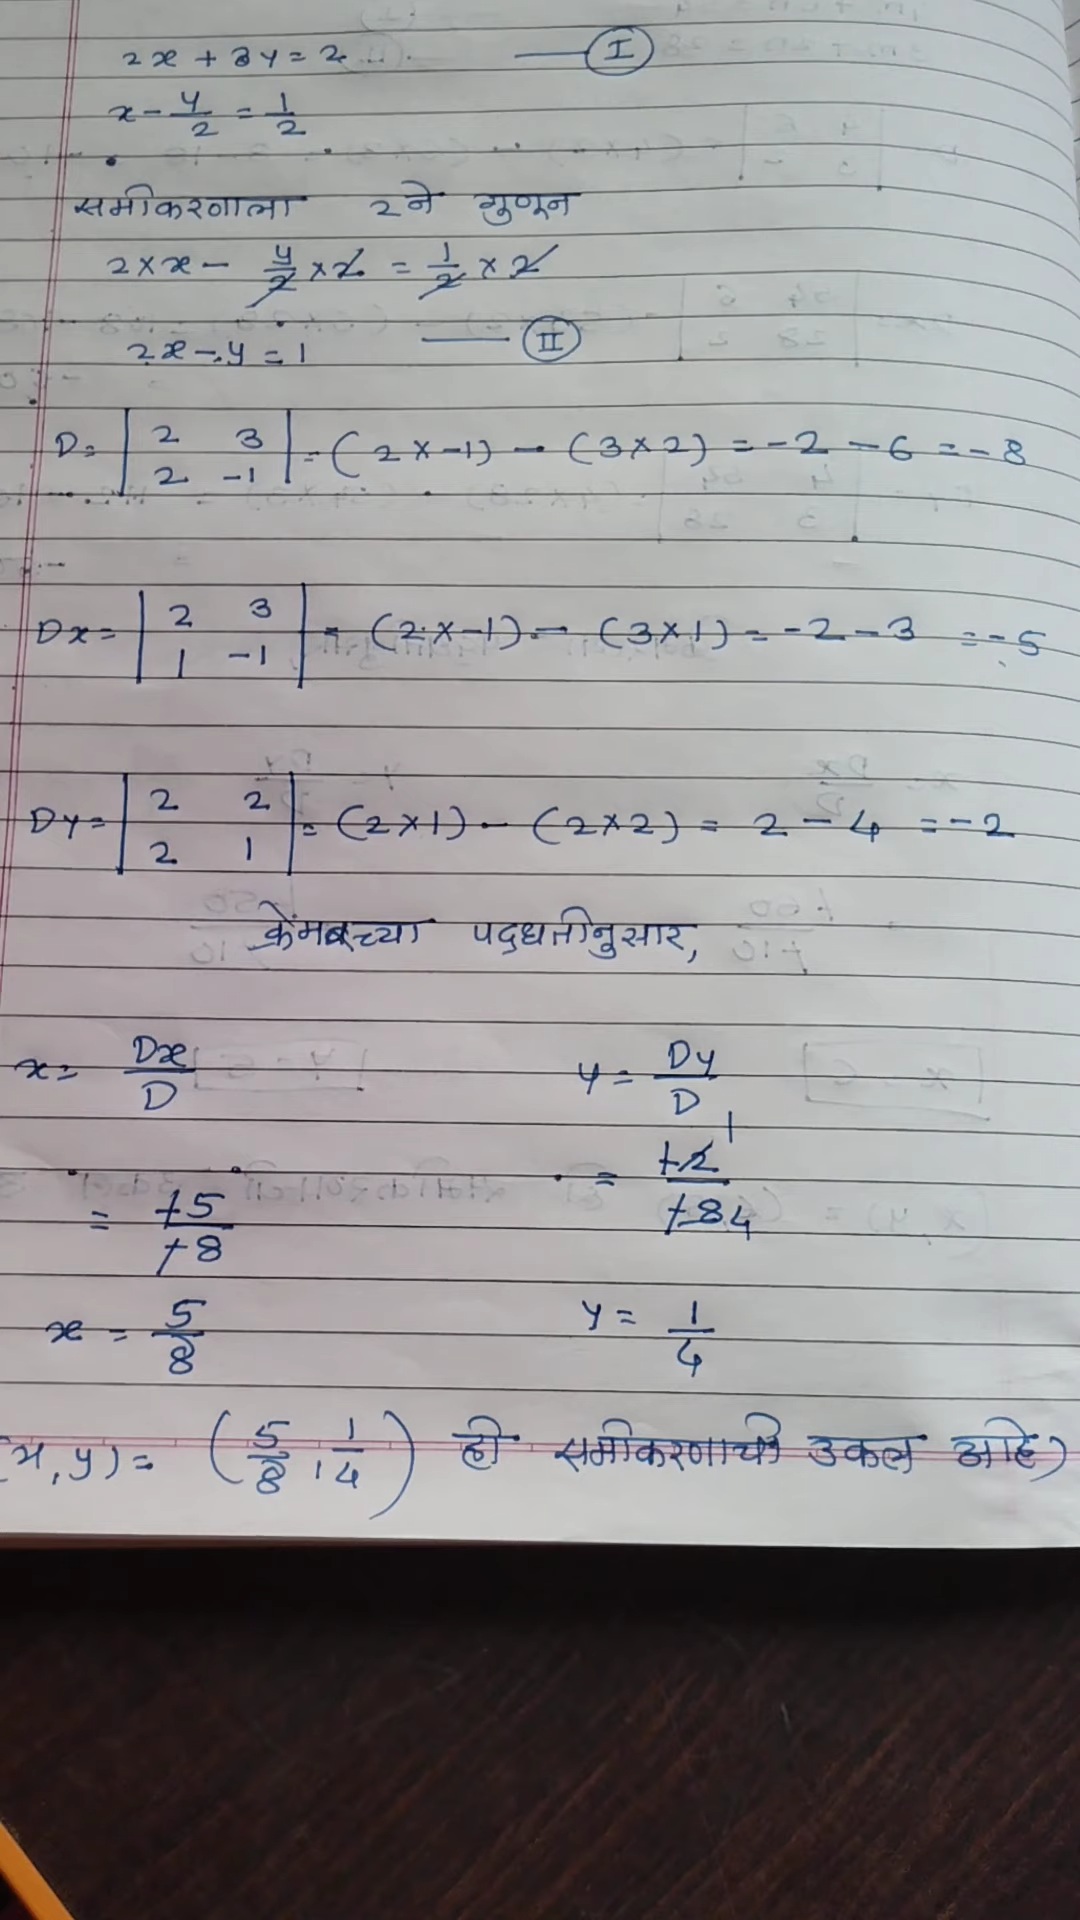 2x + 3y = 2 —— (I)
x - y/2 = 1/2
समीकरणाला 2ने गुणून
2 × x - y/2 × 2 = 1/2 × 2
2x - y = 1 —— (II)
D = | 2 3 ; 2 -1 | = (2 × -1) - (3 × 2) = -2 - 6 = -8
Dx = | 2 3 ; 1 -1 | = (2 × -1) - (3 × 1) = -2 - 3 = -5
Dy = | 2 2 ; 2 1 | = (2 × 1) - (2 × 2) = 2 - 4 = -2
क्रेमरच्या पद्धतीनुसार,
x = Dx/D y = Dy/D
= -5/-8 = -2/-8 1/4
x = 5/8 y = 1/4
(x, y) = (5/8, 1/4) ही समीकरणाची उकल आहे)